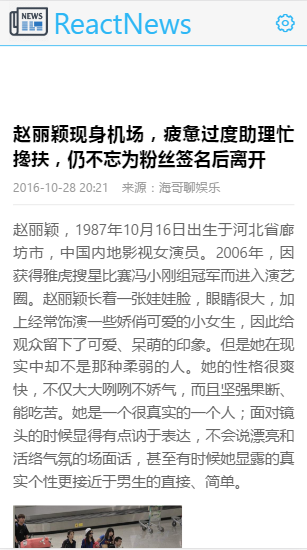 NEWS
ReactNews
赵丽颖现身机场，疲惫过度助理忙
搀扶，仍不忘为粉丝签名后离开
2016-10-28 20:21 来源：海哥聊娱乐
赵丽颖，1987年10月16日出生于河北省廊
坊市，中国内地影视女演员。2006年，因
获得雅虎搜星比赛冯小刚组冠军而进入演艺
圈。赵丽颖长着一张娃娃脸，眼睛很大，加
上经常饰演一些娇俏可爱的小女生，因此给
观众留下了可爱、呆萌的印象。但是她在现
实中却不是那种柔弱的人。她的性格很爽
快，不仅大大咧咧不娇气，而且坚强果断、
能吃苦。她是一个很真实的一个人；面对镜
头的时候显得有点讷于表达，不会说漂亮和
活络气氛的场面话，甚至有时候她显露的真
实个性更接近于男生的直接、简单。